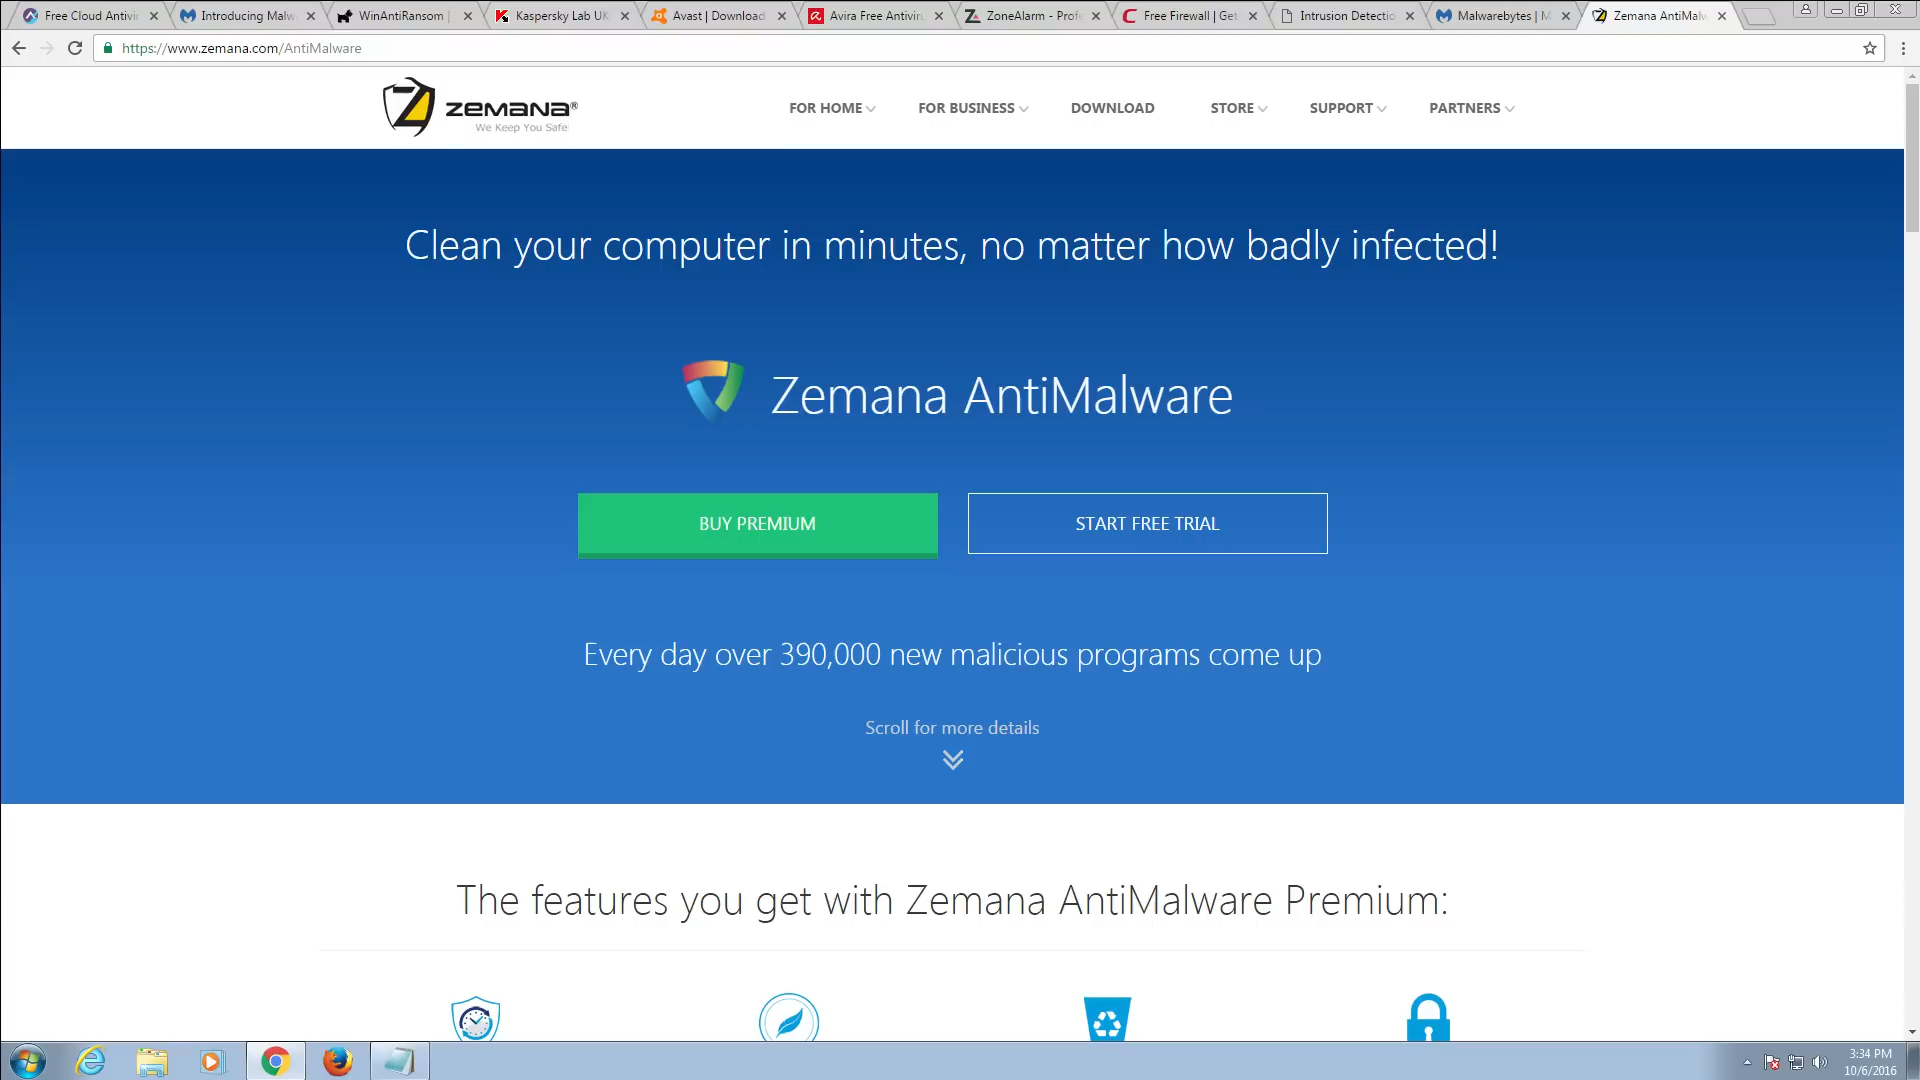 Free Cloud Antivir
Introducing Malw
WinAntiRansom |
Kaspersky Lab UK
Avast | Download
Avira Free Antiviru
ZoneAlarm - Profe
Free Firewall | Get
Intrusion Detectio
Malwarebytes | M
Zemana AntiMalw
https://www.zemana.com/AntiMalware
ZEMANA®
We Keep You Safe!
FOR HOME
FOR BUSINESS
DOWNLOAD
STORE
SUPPORT
PARTNERS
Clean your computer in minutes, no matter how badly infected!
Zemana AntiMalware
BUY PREMIUM
START FREE TRIAL
Every day over 390,000 new malicious programs come up
Scroll for more details
The features you get with Zemana AntiMalware Premium:
3:34 PM
10/6/2016